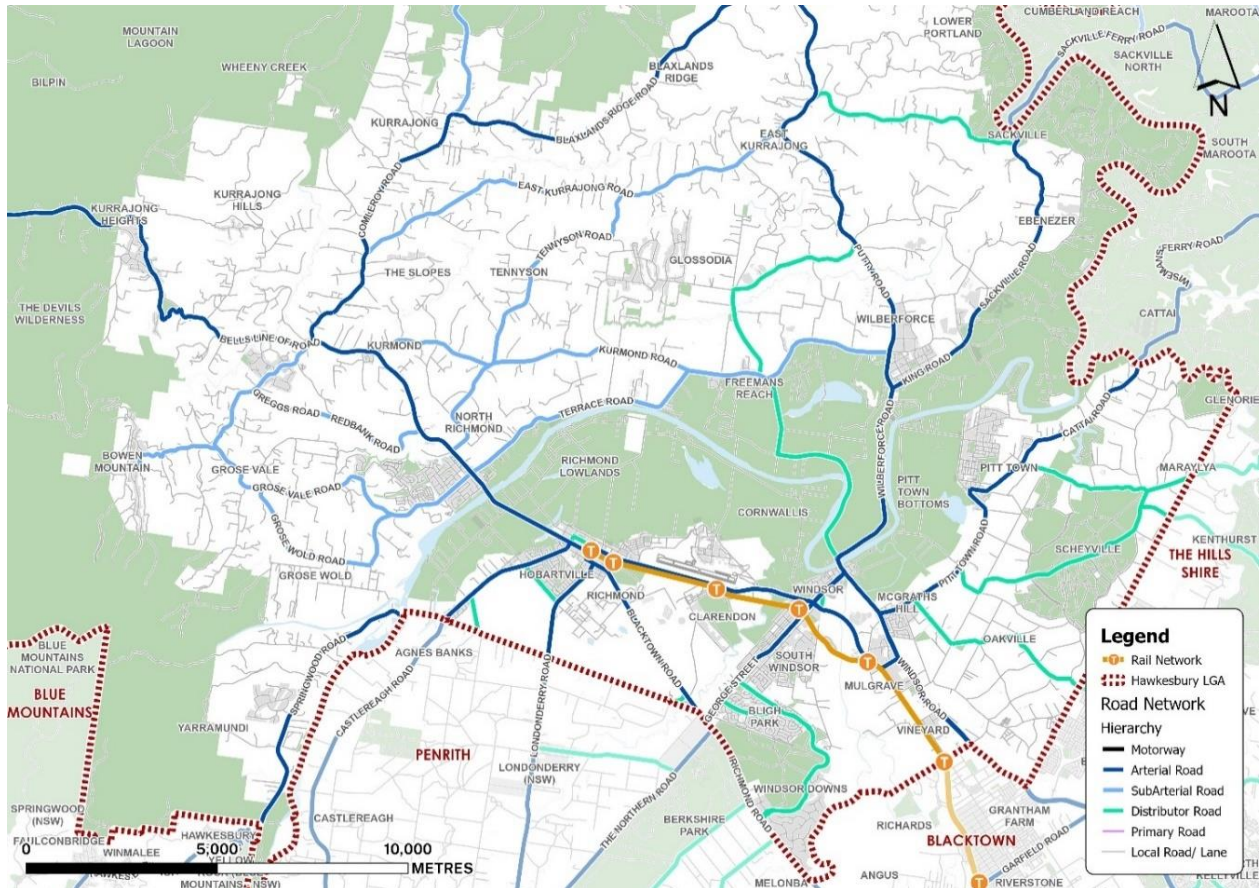 MOUNTAIN
LAGOON
WHEENY CREEK
BILPIN
LOWER
PORTLAND
CUMBERLAND REACH
MAROOTA
SACKVILLE FERRY ROAD
SACKVILLE
NORTH
N
BLAXLANDS
RIDGE
BLAXLANDS RIDGE ROAD
KURRAJONG
EAST
KURRAJONG
SACKVILLE
SOUTH
MAROOTA
KURRAJONG
HEIGHTS
KURRAJONG
HILLS
COMLEROY ROAD
EAST KURRAJONG ROAD
TENNYSON ROAD
EBENEZER
THE SLOPES
TENNYSON
GLOSSODIA
PUTTY ROAD
SACKVILLE ROAD
FERRY ROAD
THE DEVILS
WILDERNESS
BELLS LINE OF ROAD
KURMOND
KURMOND ROAD
WILBERFORCE
CATTAI
KING ROAD
FREEMANS
REACH
GREGGS ROAD
REDBANK ROAD
NORTH
RICHMOND
TERRACE ROAD
GLENORIE
CATTAI ROAD
BOWEN
MOUNTAIN
GROSE VALE
GROSE VALE ROAD
RICHMOND
LOWLANDS
WILBERFORCE ROAD
PITT TOWN
MARAYLYA
PITT
TOWN
BOTTOMS
CORNWALLIS
GROSE WOLD ROAD
GROSE WOLD
PITT TOWN ROAD
SCHEYVILLE
KENTHURST
THE HILLS
SHIRE
HOBARTVILLE
RICHMOND
CLARENDON
WINDSOR
MCGRATHS
HILL
BLACKTOWN ROAD
SOUTH
WINDSOR
OAKVILLE
BLUE
MOUNTAINS
NATIONAL PARK
AGNES BANKS
MULGRAVE
WINDSOR ROAD
BLUE
MOUNTAINS
SPRINGWOOD ROAD
CASTLEREAGH ROAD
LONDONDERRY ROAD
GEORGE STREET
BLIGH
PARK
VINEYARD
YARRAMUNDI
PENRITH
LONDONDERRY
(NSW)
RICHMOND ROAD
THE NORTHERN ROAD
WINDSOR DOWNS
SPRINGWOOD
(NSW)
CASTLEREAGH
BERKSHIRE
PARK
RICHARDS
GRANTHAM
FARM
BLACKTOWN
GARFIELD ROAD
FAULCONBRIDGE
WINMALEE
HAWKESBURY
YELLOW
MELONBA
ANGUS
RIVERSTONE
KELLYVILLE
0 5,000 10,000
METRES
Legend
T Rail Network
Hawkesbury LGA
Road Network
Hierarchy
Motorway
Arterial Road
SubArterial Road
Distributor Road
Primary Road
Local Road/ Lane